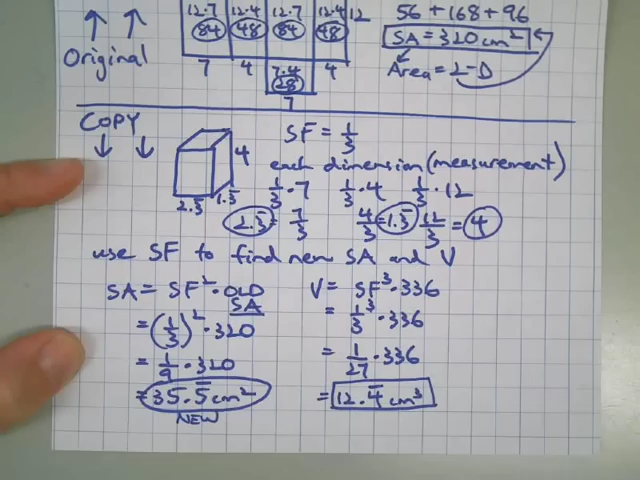 12·7 12·4 12·7 12·4 12
84 48 84 48
7 4 7·4 4
28
7
Original
56 + 168 + 96
SA = 320 cm²
Area = 2-D
COPY
SF = 1/3
4
each dimension (measurement)
1/3 · 7 1/3 · 4 1/3 · 12
2.3̅ 1.3̅
2.3̅ = 7/3 4/3 = 1.3̅ 12/3 = 4
use SF to find new SA and V
SA = SF² · OLD SA
= (1/3)² · 320
= 1/9 · 320
= 35.5̅ cm²
NEW
V = SF³ · 336
= 1/3³ · 336
= 1/27 · 336
= 12.4̅ cm³